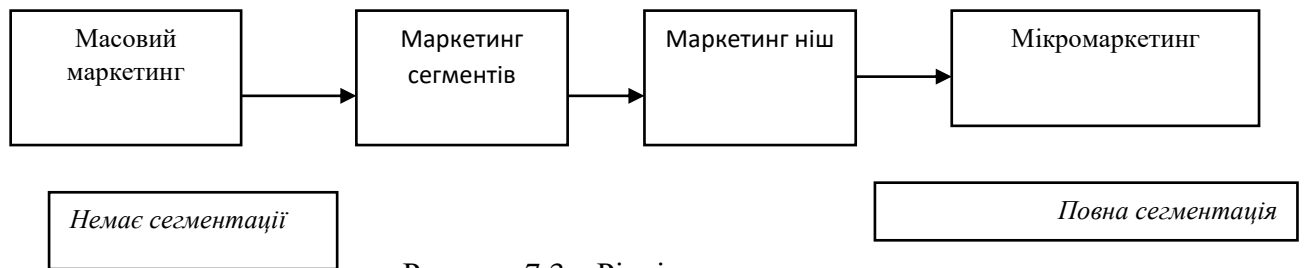 Масовий
маркетинг
Маркетинг
сегментів
Маркетинг ніш
Мікромаркетинг
Немає сегментації
Повна сегментація